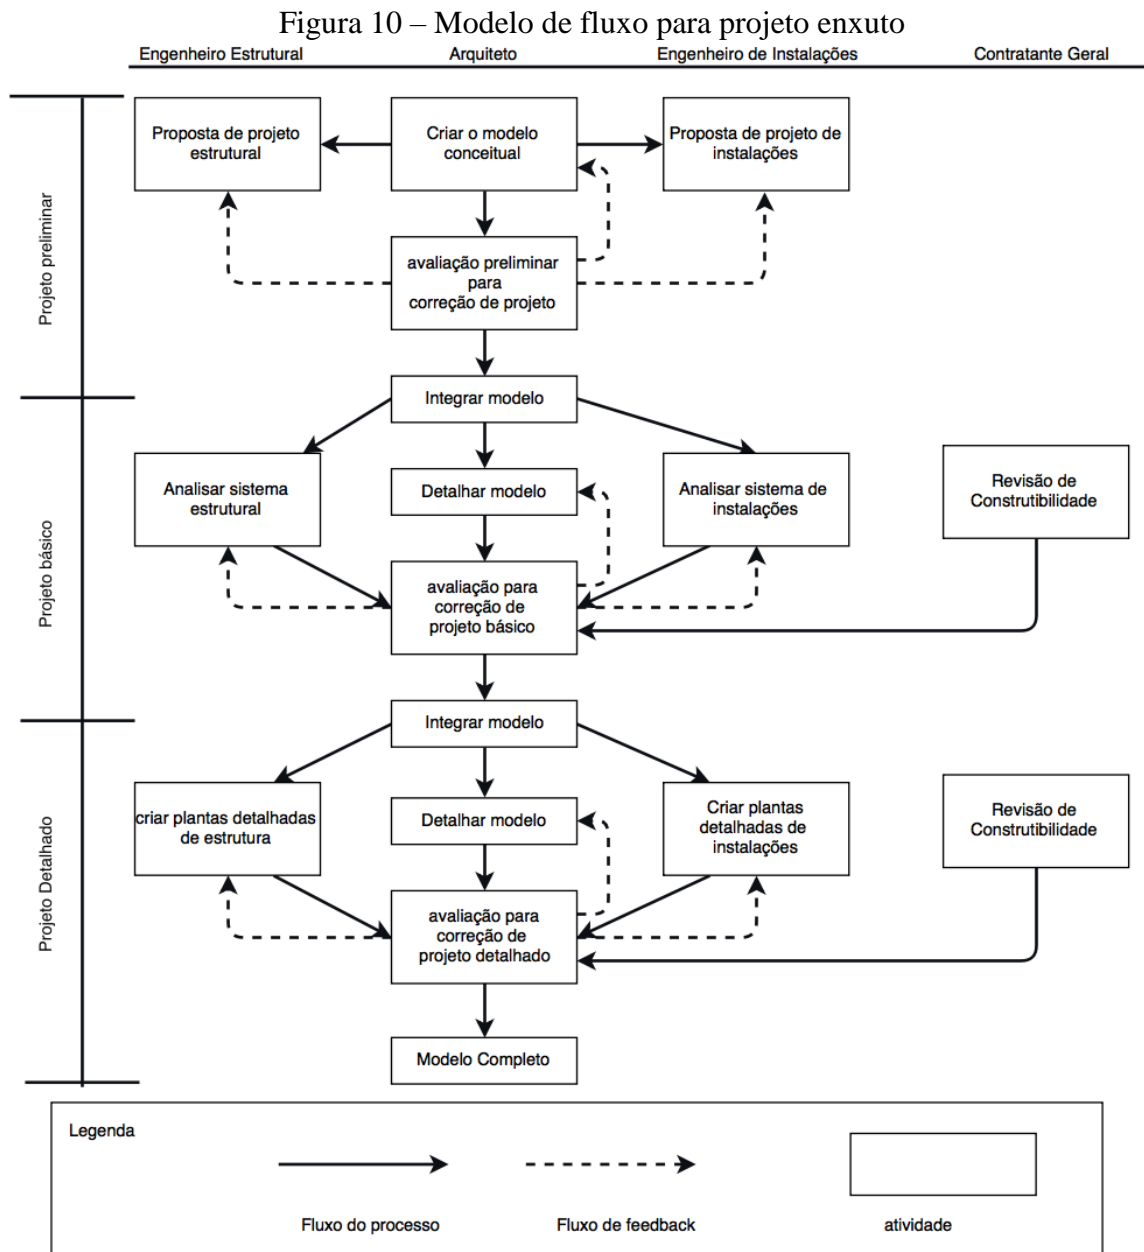 Figura 10 – Modelo de fluxo para projeto enxuto
Engenheiro Estrutural
Arquiteto
Engenheiro de Instalações
Contratante Geral
Projeto preliminar
Proposta de projeto
estrutural
Criar o modelo
conceitual
Proposta de projeto de
instalações
avaliação preliminar
para
correção de projeto
Integrar modelo
Projeto básico
Analisar sistema
estrutural
Detalhar modelo
Analisar sistema de
instalações
Revisão de
Construtibilidade
avaliação para
correção de
projeto básico
Integrar modelo
Projeto Detalhado
criar plantas detalhadas
de estrutura
Detalhar modelo
Criar plantas
detalhadas de
instalações
Revisão de
Construtibilidade
avaliação para
correção de
projeto detalhado
Modelo Completo
Legenda
Fluxo do processo
Fluxo de feedback
atividade